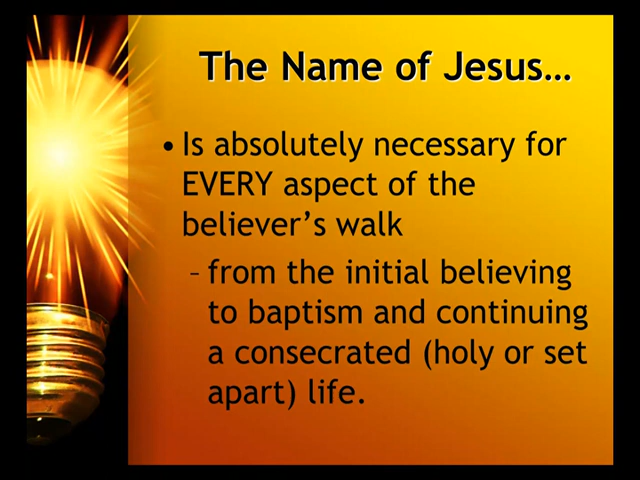 The Name of Jesus…
• Is absolutely necessary for
EVERY aspect of the
believer’s walk
– from the initial believing
to baptism and continuing
a consecrated (holy or set
apart) life.